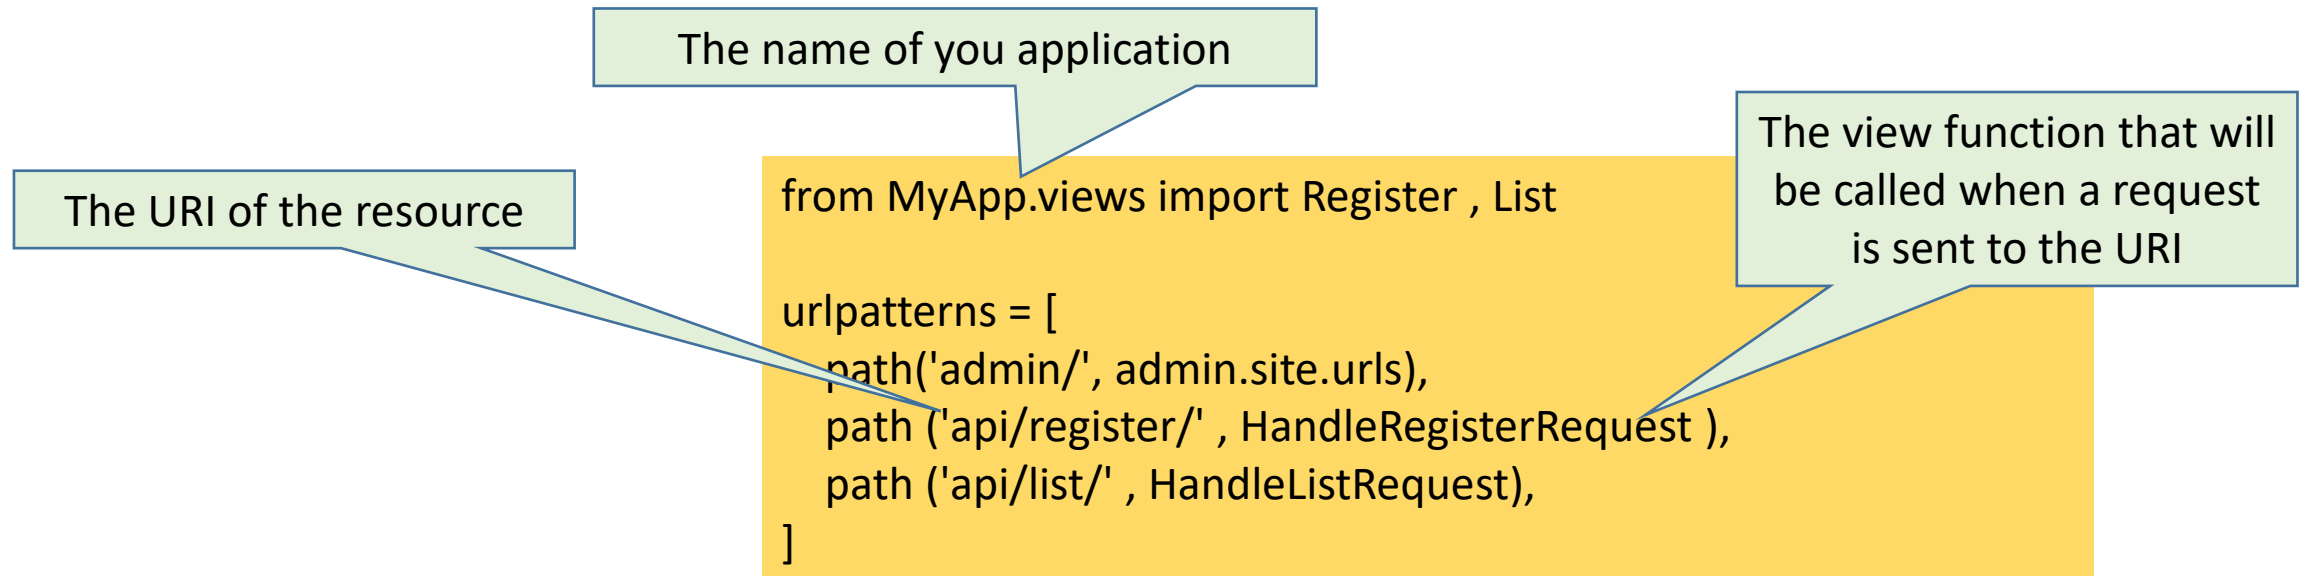 The name of you application
The URI of the resource
The view function that will
be called when a request
is sent to the URI
from MyApp.views import Register , List
urlpatterns = [
path('admin/', admin.site.urls),
path ('api/register/' , HandleRegisterRequest ),
path ('api/list/' , HandleListRequest),
]